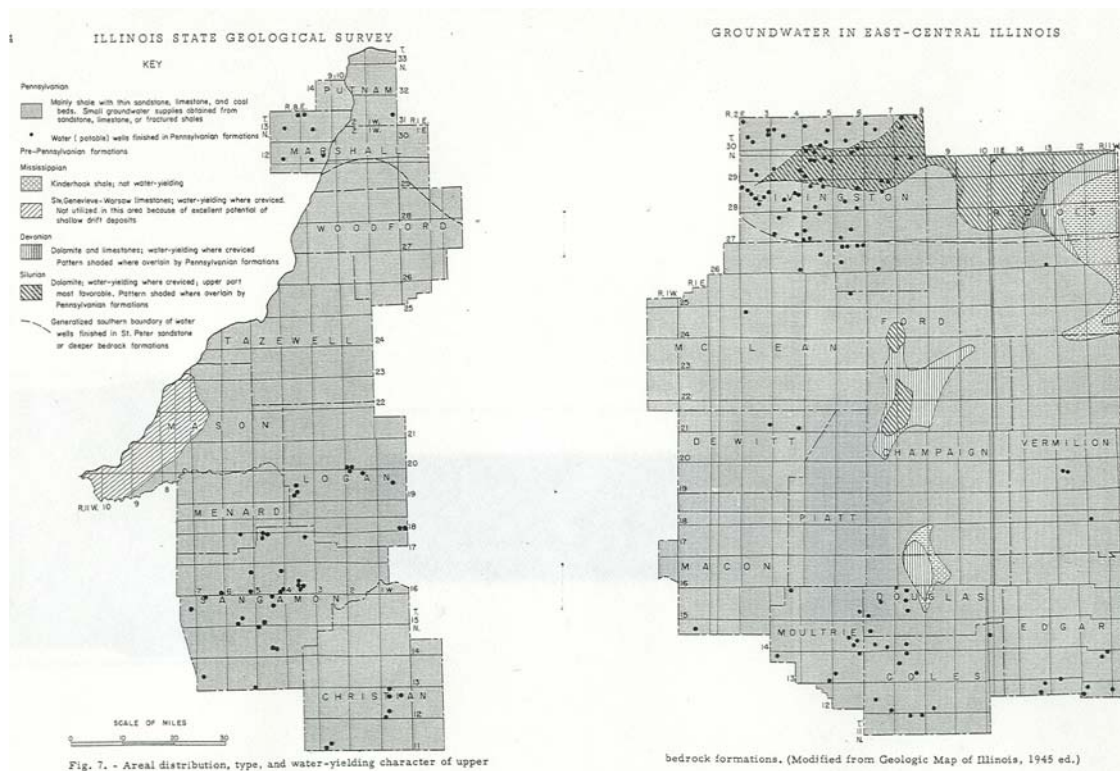 ILLINOIS STATE GEOLOGICAL SURVEY
KEY
Pennsylvanian
Mainly shale with thin sandstone, limestone, and coal
beds. Small groundwater supplies obtained from
sandstone, limestone, or fractured shales
Water (potable) wells finished in Pennsylvanian formations
Pre-Pennsylvanian formations
Mississippian
Kinderhook shale; not water-yielding
Ste. Genevieve-Warsaw limestones; water-yielding where creviced.
Not utilized in this area because of excellent potential of
shallow drift deposits
Devonian
Dolomite and limestones; water-yielding where creviced
Pattern shaded where overlain by Pennsylvanian formations
Silurian
Dolomite; water-yielding where creviced; upper part
most favorable. Pattern shaded where overlain by
Pennsylvanian formations
Generalized southern boundary of water
wells finished in St. Peter sandstone
or deeper bedrock formations
PUTNAM
MARSHALL
WOODFORD
TAZEWELL
MASON
LOGAN
MENARD
SANGAMON
CHRISTIAN
SCALE OF MILES
0 10 20 30
Fig. 7. - Areal distribution, type, and water-yielding character of upper
GROUNDWATER IN EAST-CENTRAL ILLINOIS
LIVINGSTON
IROQUOIS
FORD
MC LEAN
DEWITT
CHAMPAIGN
VERMILION
PIATT
MACON
DOUGLAS
MOULTRIE
EDGAR
COLES
bedrock formations. (Modified from Geologic Map of Illinois, 1945 ed.)